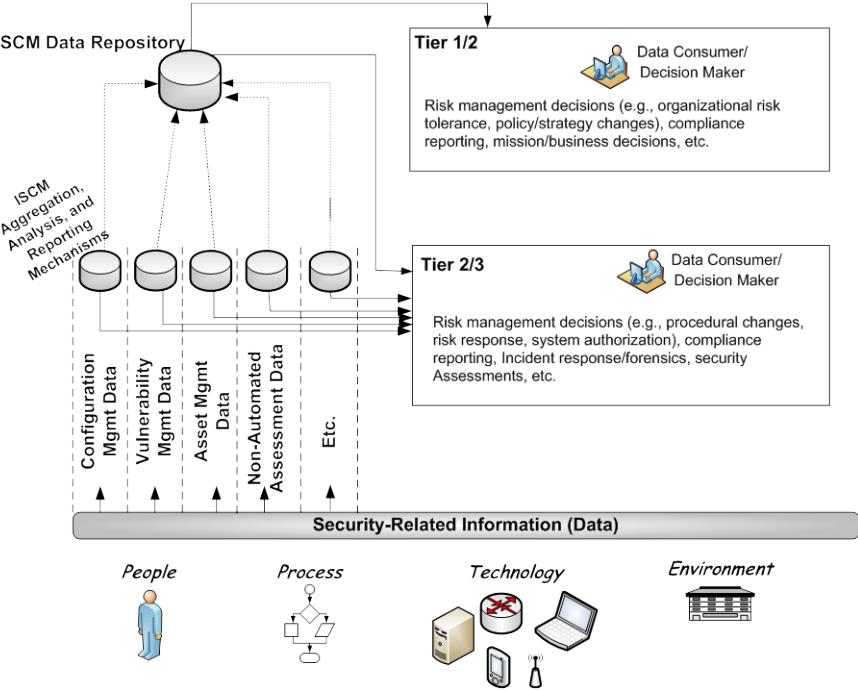 SCM Data Repository
Tier 1/2
Data Consumer/
Decision Maker
Risk management decisions (e.g., organizational risk
tolerance, policy/strategy changes), compliance
reporting, mission/business decisions, etc.
ISCM
Aggregation,
Analysis, and
Reporting
Mechanisms
Tier 2/3
Data Consumer/
Decision Maker
Risk management decisions (e.g., procedural changes,
risk response, system authorization), compliance
reporting, Incident response/forensics, security
Assessments, etc.
Configuration
Mgmt Data
Vulnerability
Mgmt Data
Asset Mgmt
Data
Non-Automated
Assessment Data
Etc.
Security-Related Information (Data)
People
Process
Technology
Environment